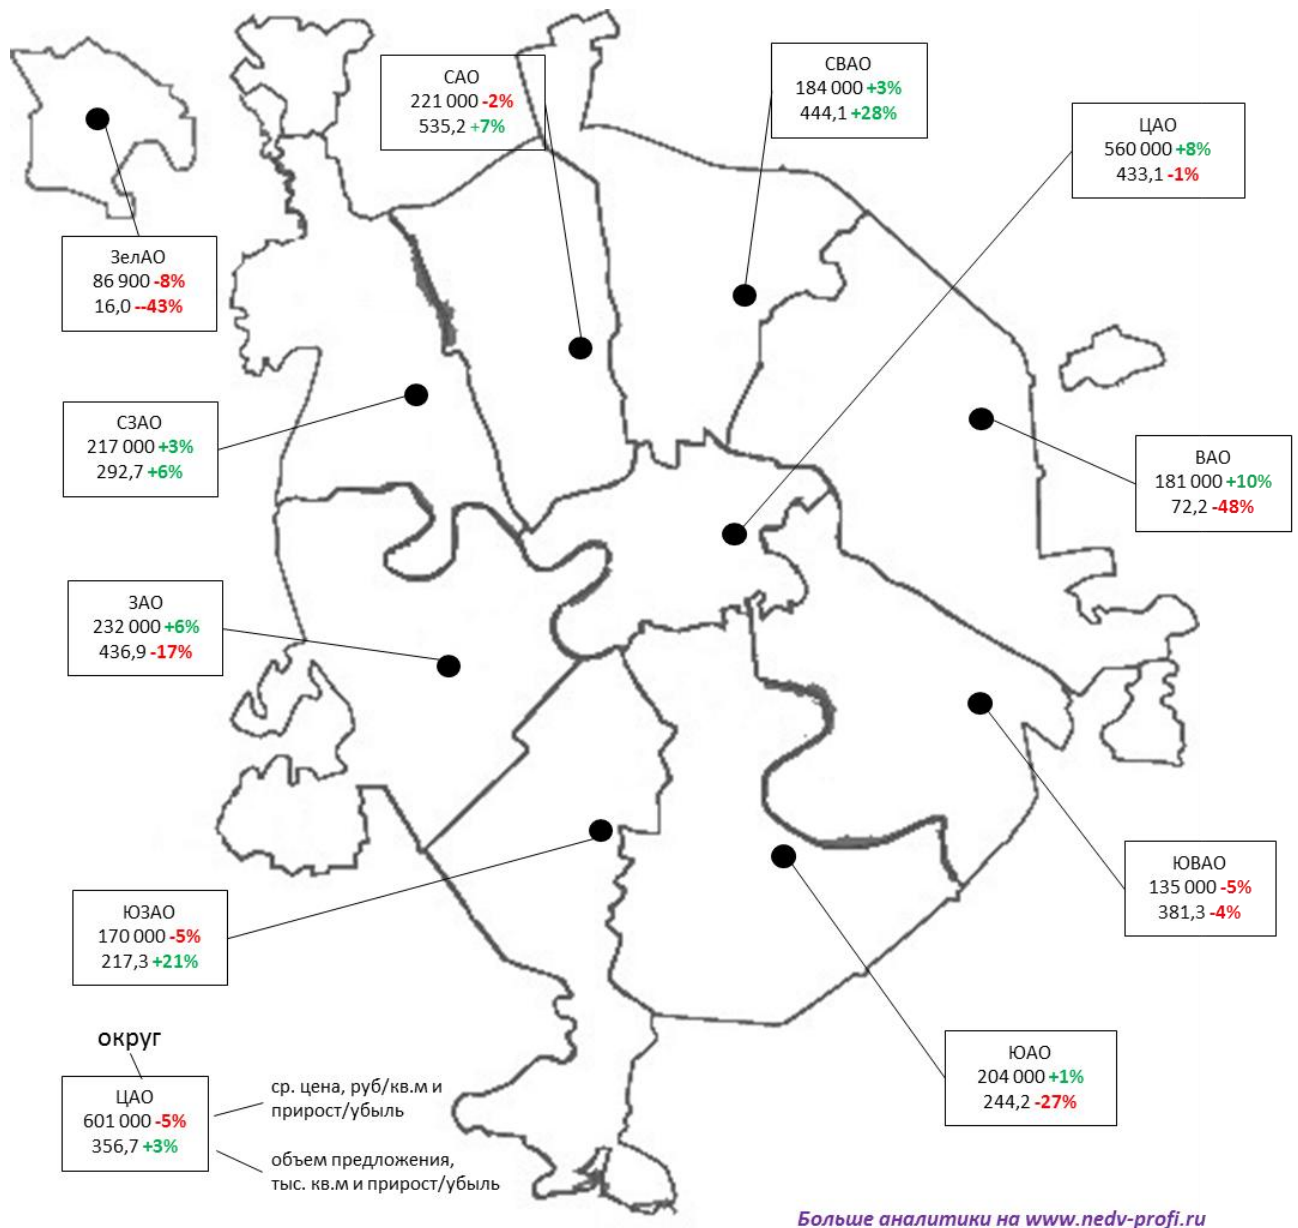 САО
221 000 -2%
535,2 +7%
СВАО
184 000 +3%
444,1 +28%
ЦАО
560 000 +8%
433,1 -1%
ЗелАО
86 900 -8%
16,0 --43%
СЗАО
217 000 +3%
292,7 +6%
ВАО
181 000 +10%
72,2 -48%
ЗАО
232 000 +6%
436,9 -17%
ЮВАО
135 000 -5%
381,3 -4%
ЮЗАО
170 000 -5%
217,3 +21%
ЮАО
204 000 +1%
244,2 -27%
округ
ЦАО
601 000 -5%
356,7 +3%
ср. цена, руб/кв.м и
прирост/убыль
объем предложения,
тыс. кв.м и прирост/убыль
Больше аналитики на www.nedv-profi.ru